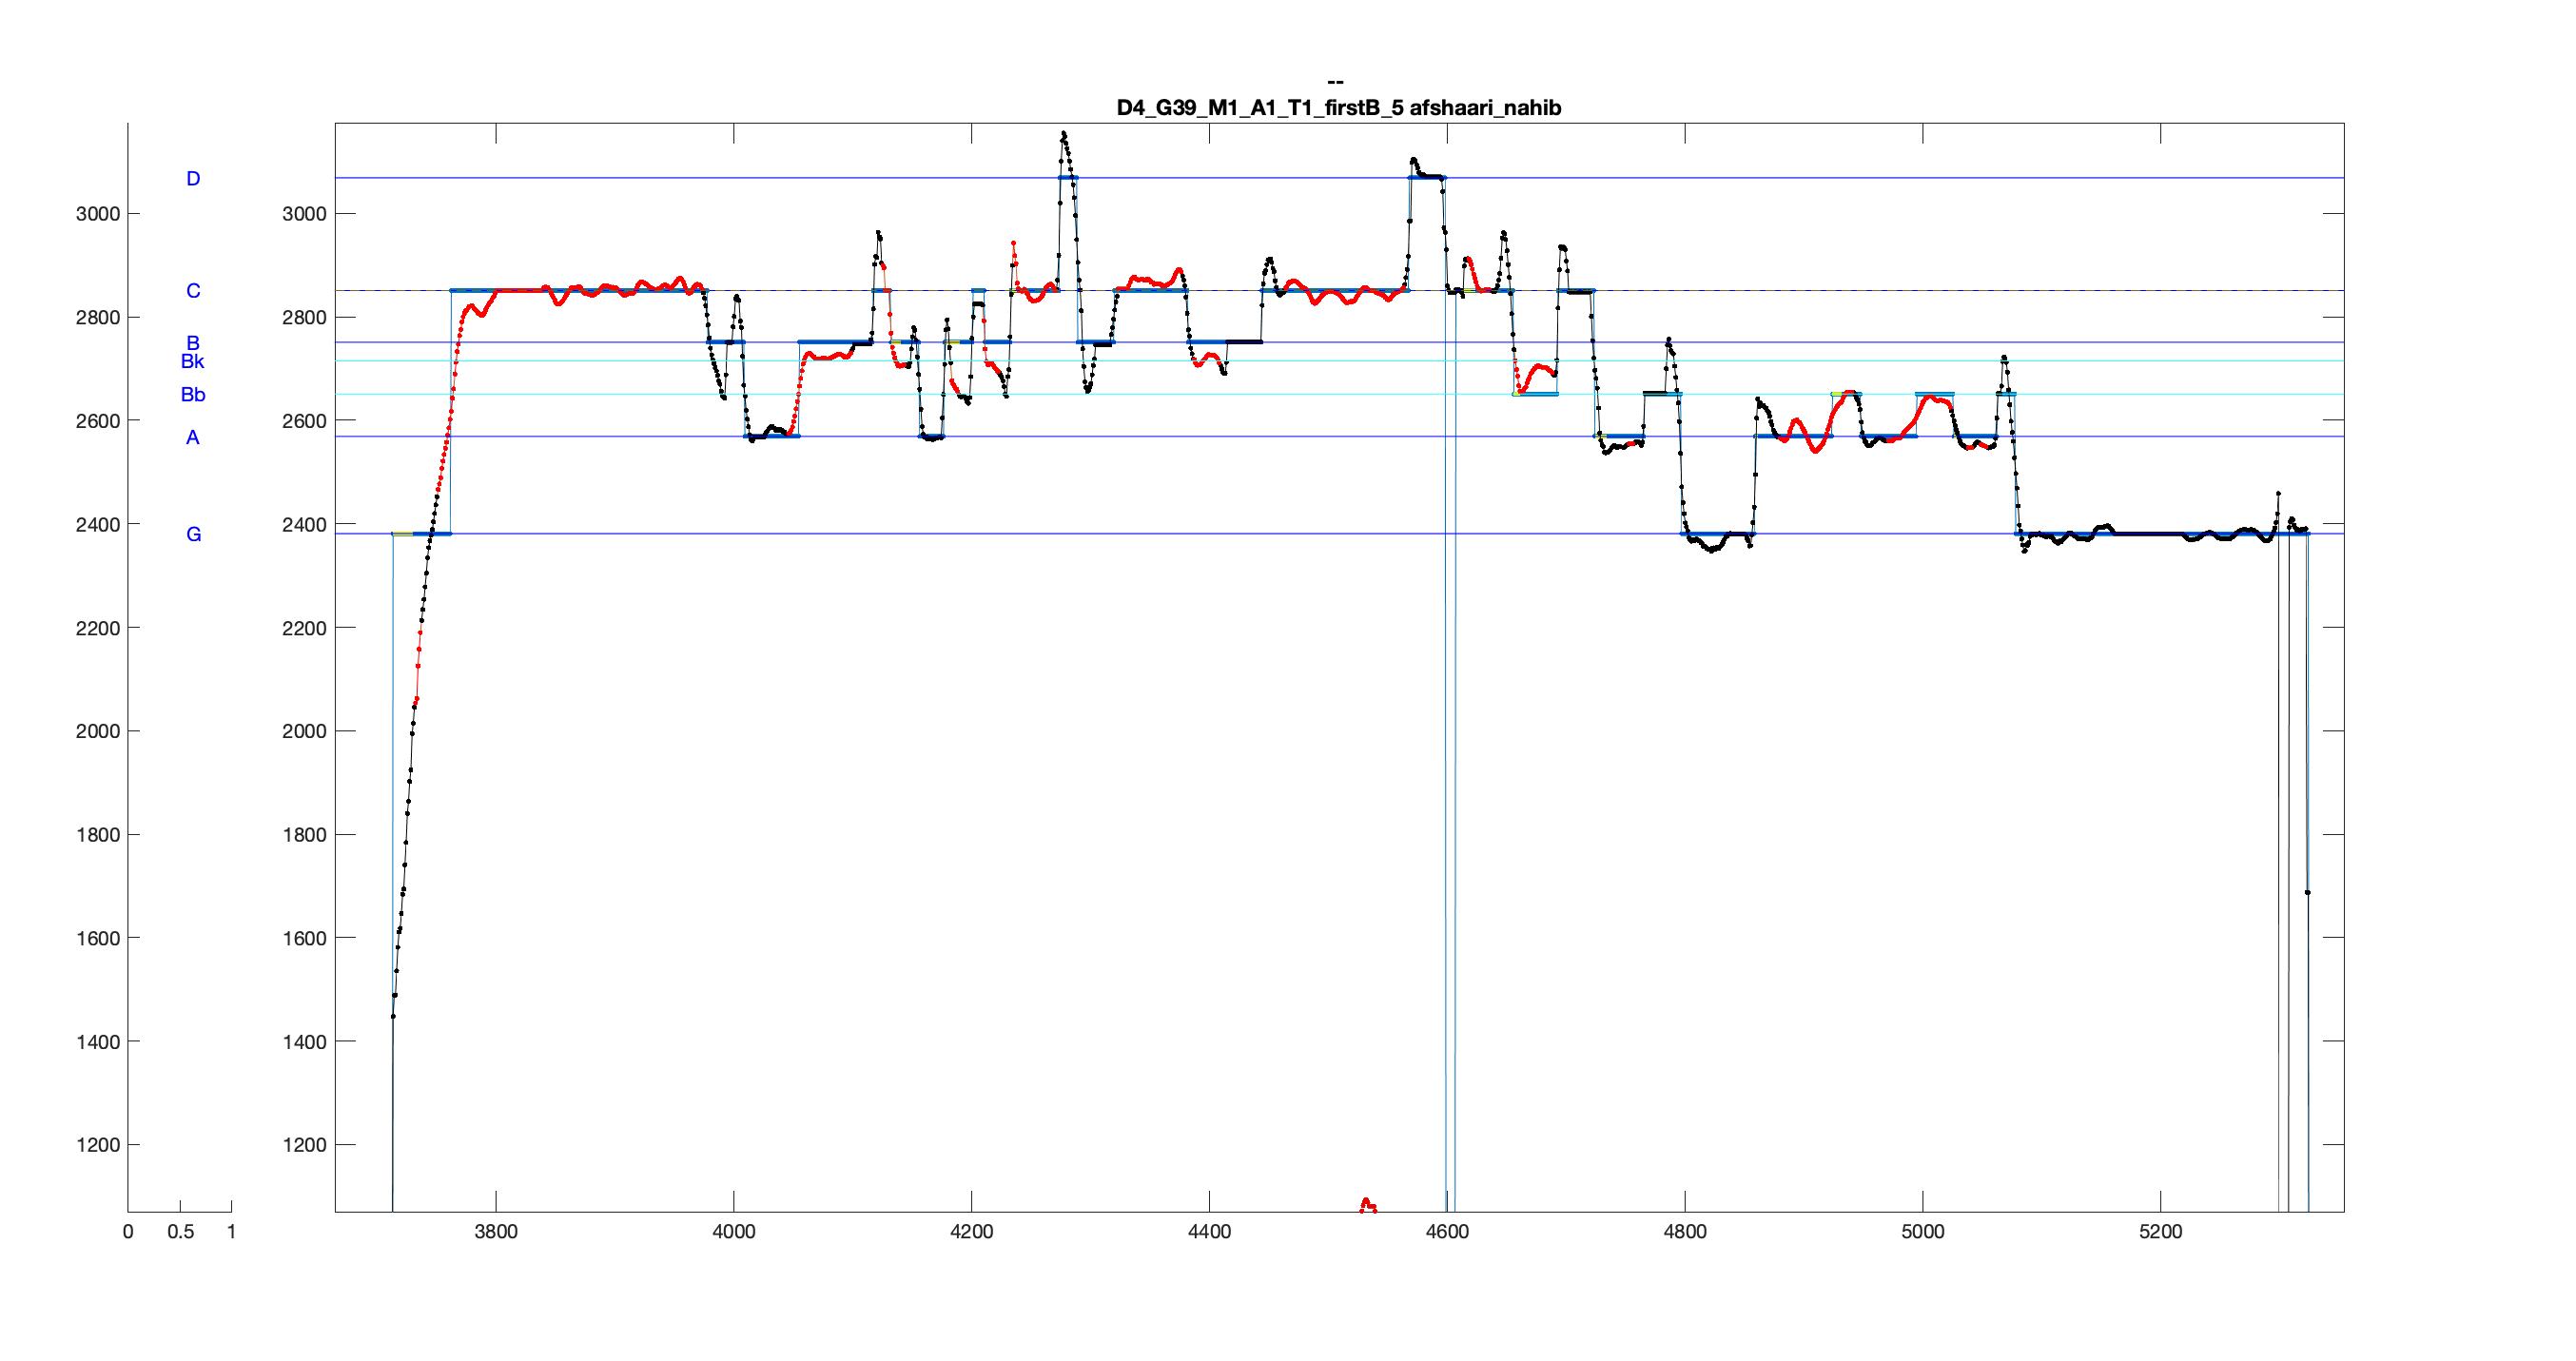 --
D4_G39_M1_A1_T1_firstB_5 afshaari_nahib
D
3000 3000
C
2800 2800
B
Bk
Bb
2600 2600
A
2400 G 2400
2200 2200
2000 2000
1800 1800
1600 1600
1400 1400
1200 1200
0 0.5 1 3800 4000 4200 4400 4600 4800 5000 5200